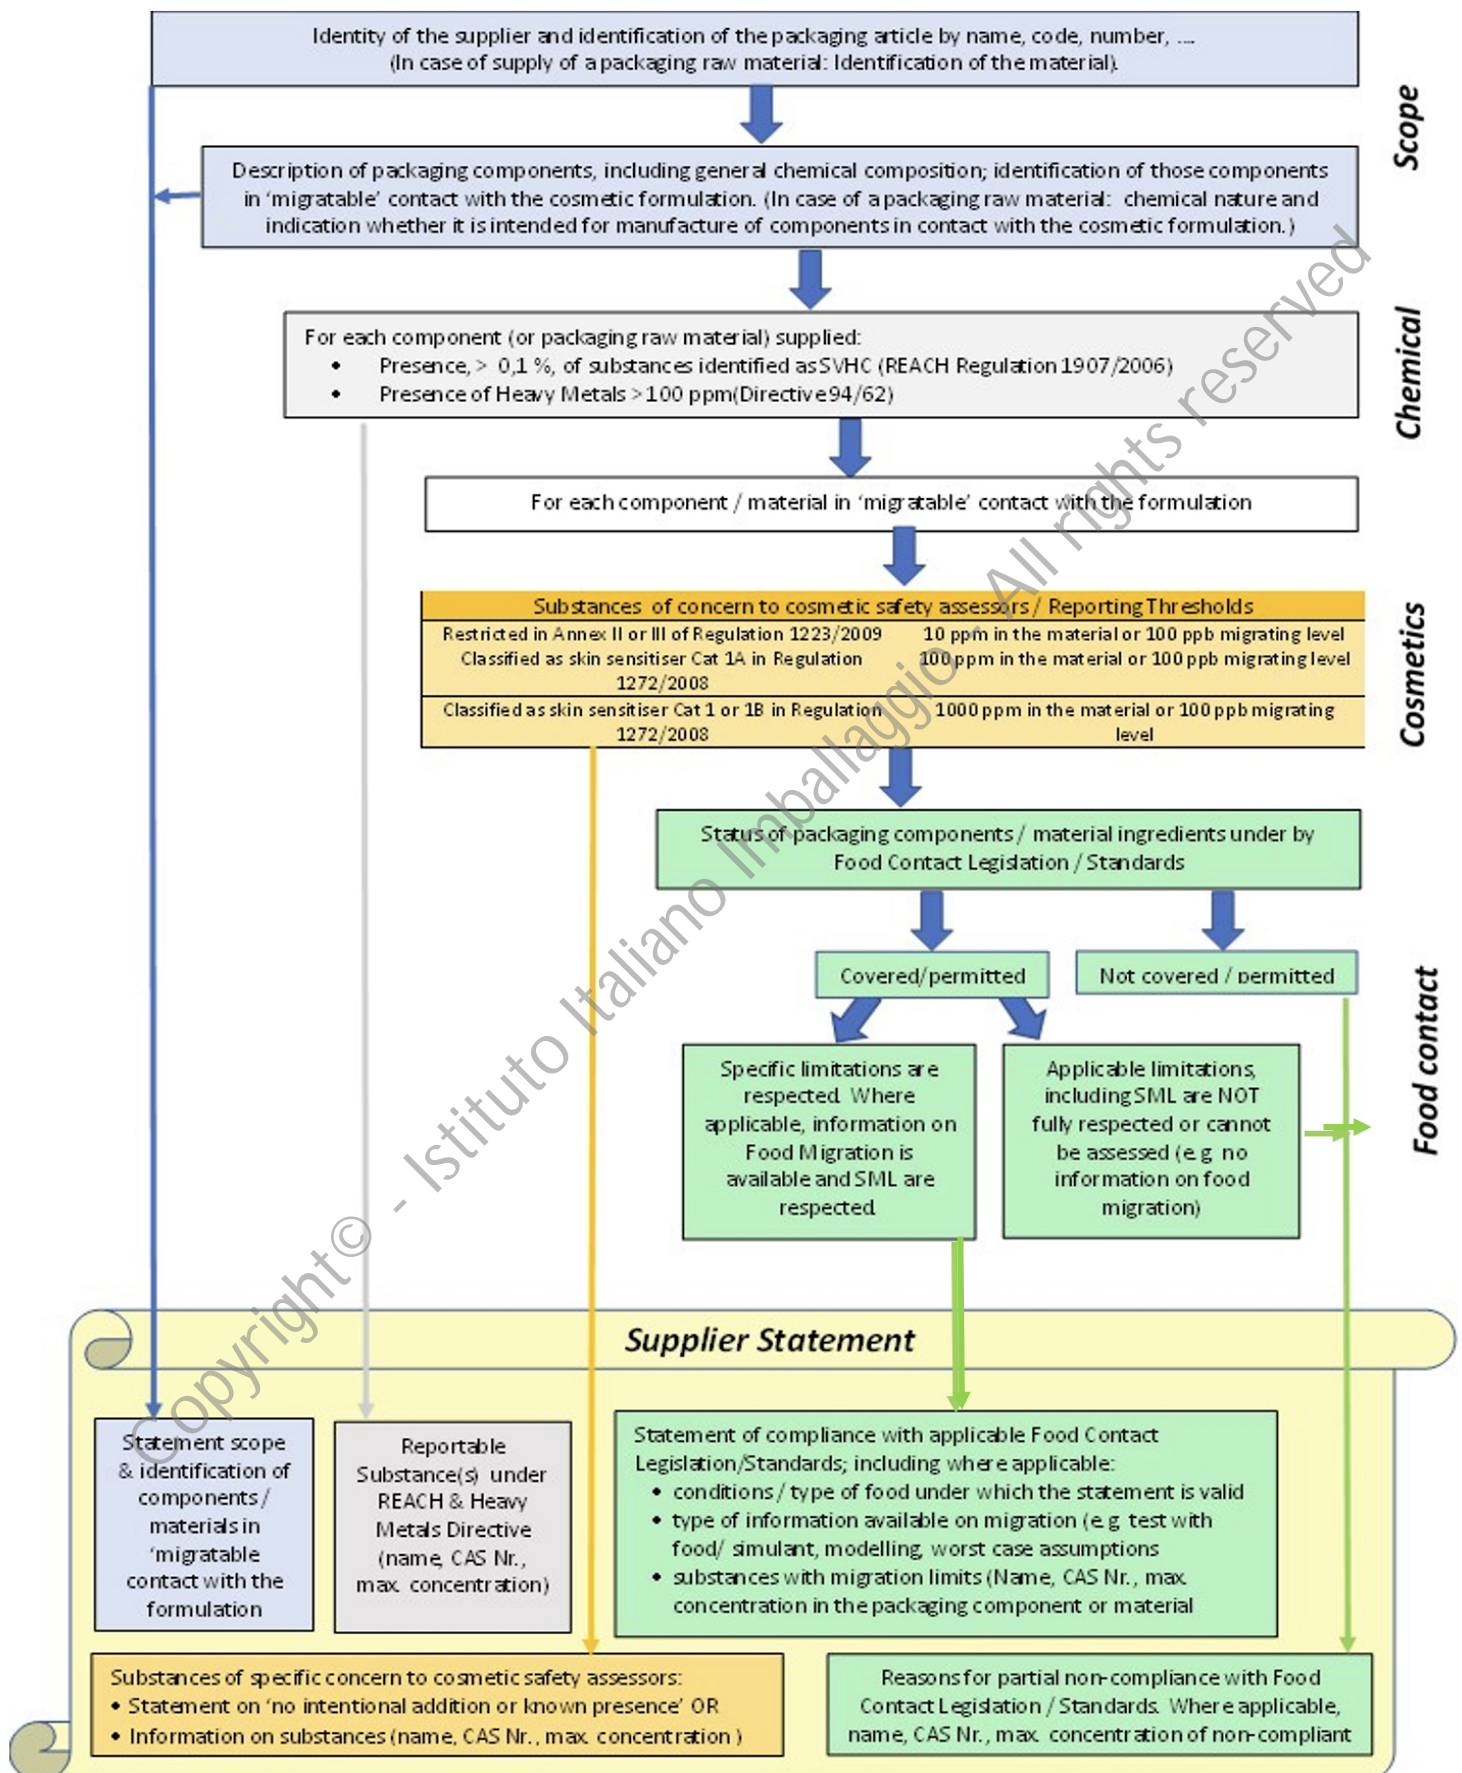 Identity of the supplier and identification of the packaging article by name, code, number, ....
(In case of supply of a packaging raw material: Identification of the material).
Scope
Description of packaging components, including general chemical composition; identification of those components
in ‘migratable’ contact with the cosmetic formulation. (In case of a packaging raw material: chemical nature and
indication whether it is intended for manufacture of components in contact with the cosmetic formulation.)
Chemical
For each component (or packaging raw material) supplied:
• Presence, > 0,1 %, of substances identified as SVHC (REACH Regulation 1907/2006)
• Presence of Heavy Metals >100 ppm(Directive 94/62)
For each component / material in ‘migratable’ contact with the formulation
Cosmetics
Substances of concern to cosmetic safety assessors / Reporting Thresholds
Restricted in Annex II or III of Regulation 1223/2009 10 ppm in the material or 100 ppb migrating level
Classified as skin sensitiser Cat 1A in Regulation 100 ppm in the material or 100 ppb migrating level
1272/2008
Classified as skin sensitiser Cat 1 or 1B in Regulation 1000 ppm in the material or 100 ppb migrating
1272/2008 level
Status of packaging components / material ingredients under by
Food Contact Legislation / Standards
Covered/permitted
Not covered / permitted
Food contact
Specific limitations are
respected. Where
applicable, information on
Food Migration is
available and SML are
respected.
Applicable limitations,
including SML are NOT
fully respected or cannot
be assessed (e.g. no
information on food
migration)
Supplier Statement
Statement scope
& identification of
components /
materials in
‘migratable
contact with the
formulation
Reportable
Substance(s) under
REACH & Heavy
Metals Directive
(name, CAS Nr.,
max. concentration)
Statement of compliance with applicable Food Contact
Legislation/Standards; including where applicable:
• conditions / type of food under which the statement is valid
• type of information available on migration (e.g. test with
food/ simulant, modelling, worst case assumptions
• substances with migration limits (Name, CAS Nr., max.
concentration in the packaging component or material
Substances of specific concern to cosmetic safety assessors:
• Statement on ‘no intentional addition or known presence’ OR
• Information on substances (name, CAS Nr., max. concentration )
Reasons for partial non-compliance with Food
Contact Legislation / Standards. Where applicable,
name, CAS Nr., max. concentration of non-compliant
Copyright© - Istituto Italiano Imballaggio - All rights reserved